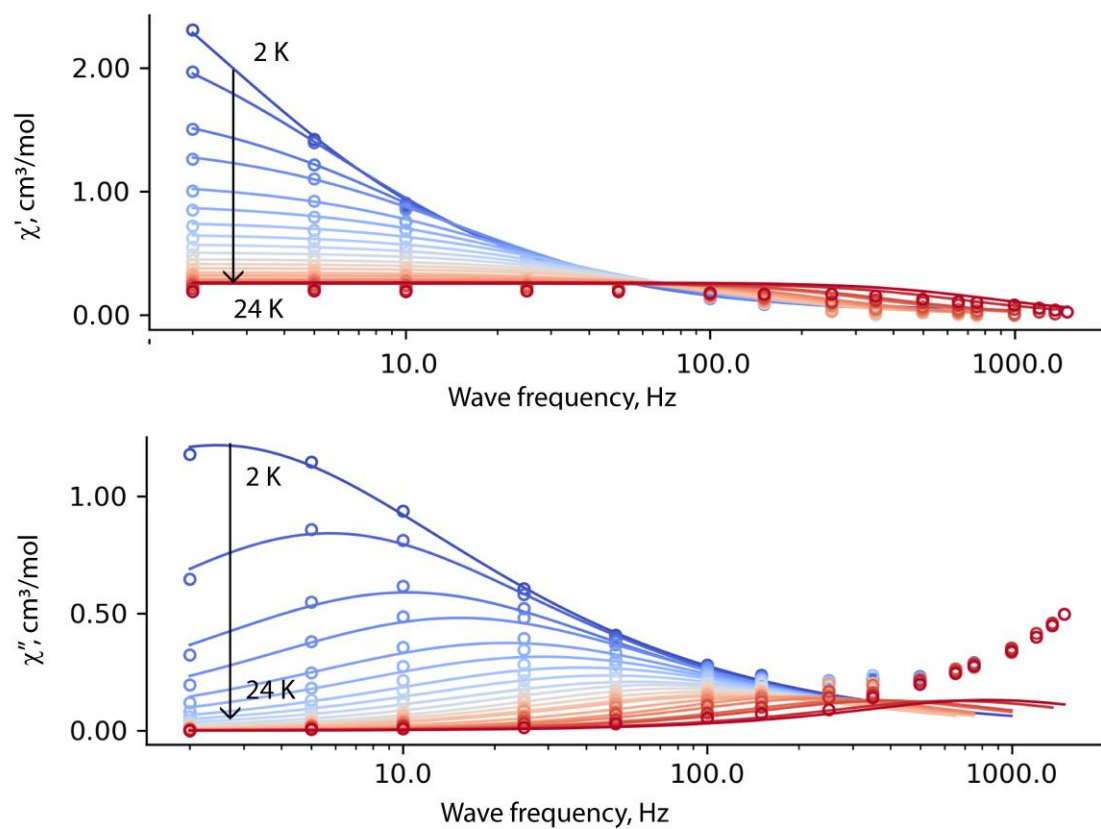 2 K
2.00
1.00
24 K
0.00
χ', cm³/mol
10.0
100.0
1000.0
Wave frequency, Hz
2 K
1.00
0.50
24 K
0.00
χ", cm³/mol
10.0
100.0
1000.0
Wave frequency, Hz